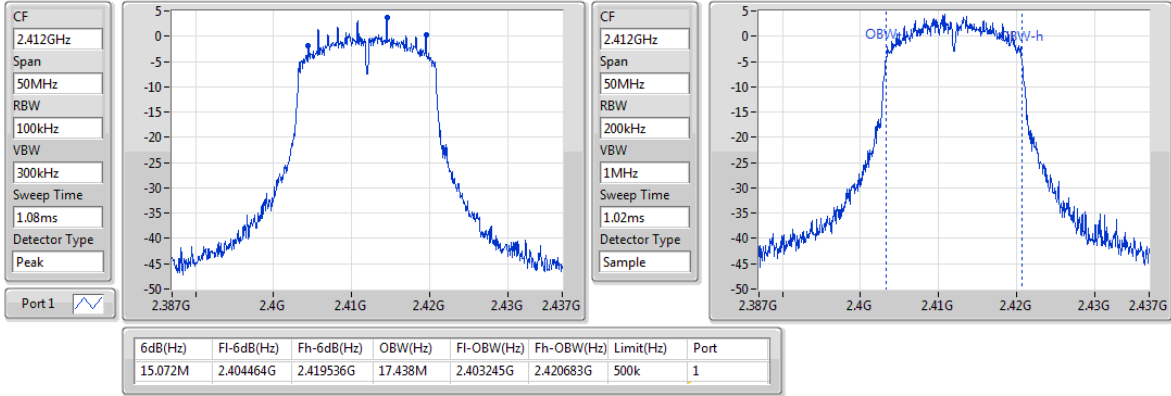 CF
2.412GHz
Span
50MHz
RBW
100kHz
VBW
300kHz
Sweep Time
1.08ms
Detector Type
Peak
Port 1
5-
0-
-5-
-10-
-15-
-20-
-25-
-30-
-35-
-40-
-45-
-50-
2.387G 2.4G 2.41G 2.42G 2.43G 2.437G
CF
2.412GHz
Span
50MHz
RBW
200kHz
VBW
1MHz
Sweep Time
1.02ms
Detector Type
Sample
5-
0-
-5-
-10-
-15-
-20-
-25-
-30-
-35-
-40-
-45-
-50-
OBW-h
2.387G 2.4G 2.41G 2.42G 2.43G 2.437G
6dB(Hz) Fl-6dB(Hz) Fh-6dB(Hz) OBW(Hz) Fl-OBW(Hz) Fh-OBW(Hz) Limit(Hz) Port
15.072M 2.404464G 2.419536G 17.438M 2.403245G 2.420683G 500k 1